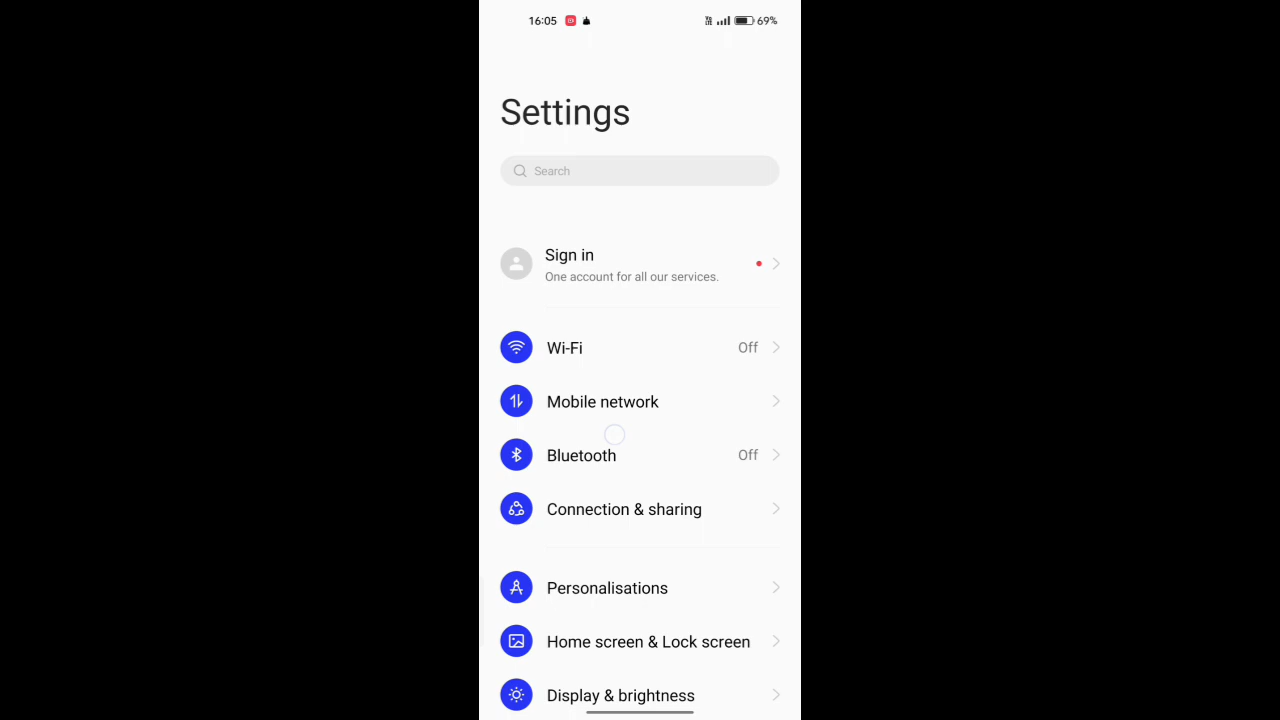 16:05 69%
Settings
Search
Sign in
One account for all our services.
Wi-Fi Off
Mobile network
Bluetooth Off
Connection & sharing
Personalisations
Home screen & Lock screen
Display & brightness